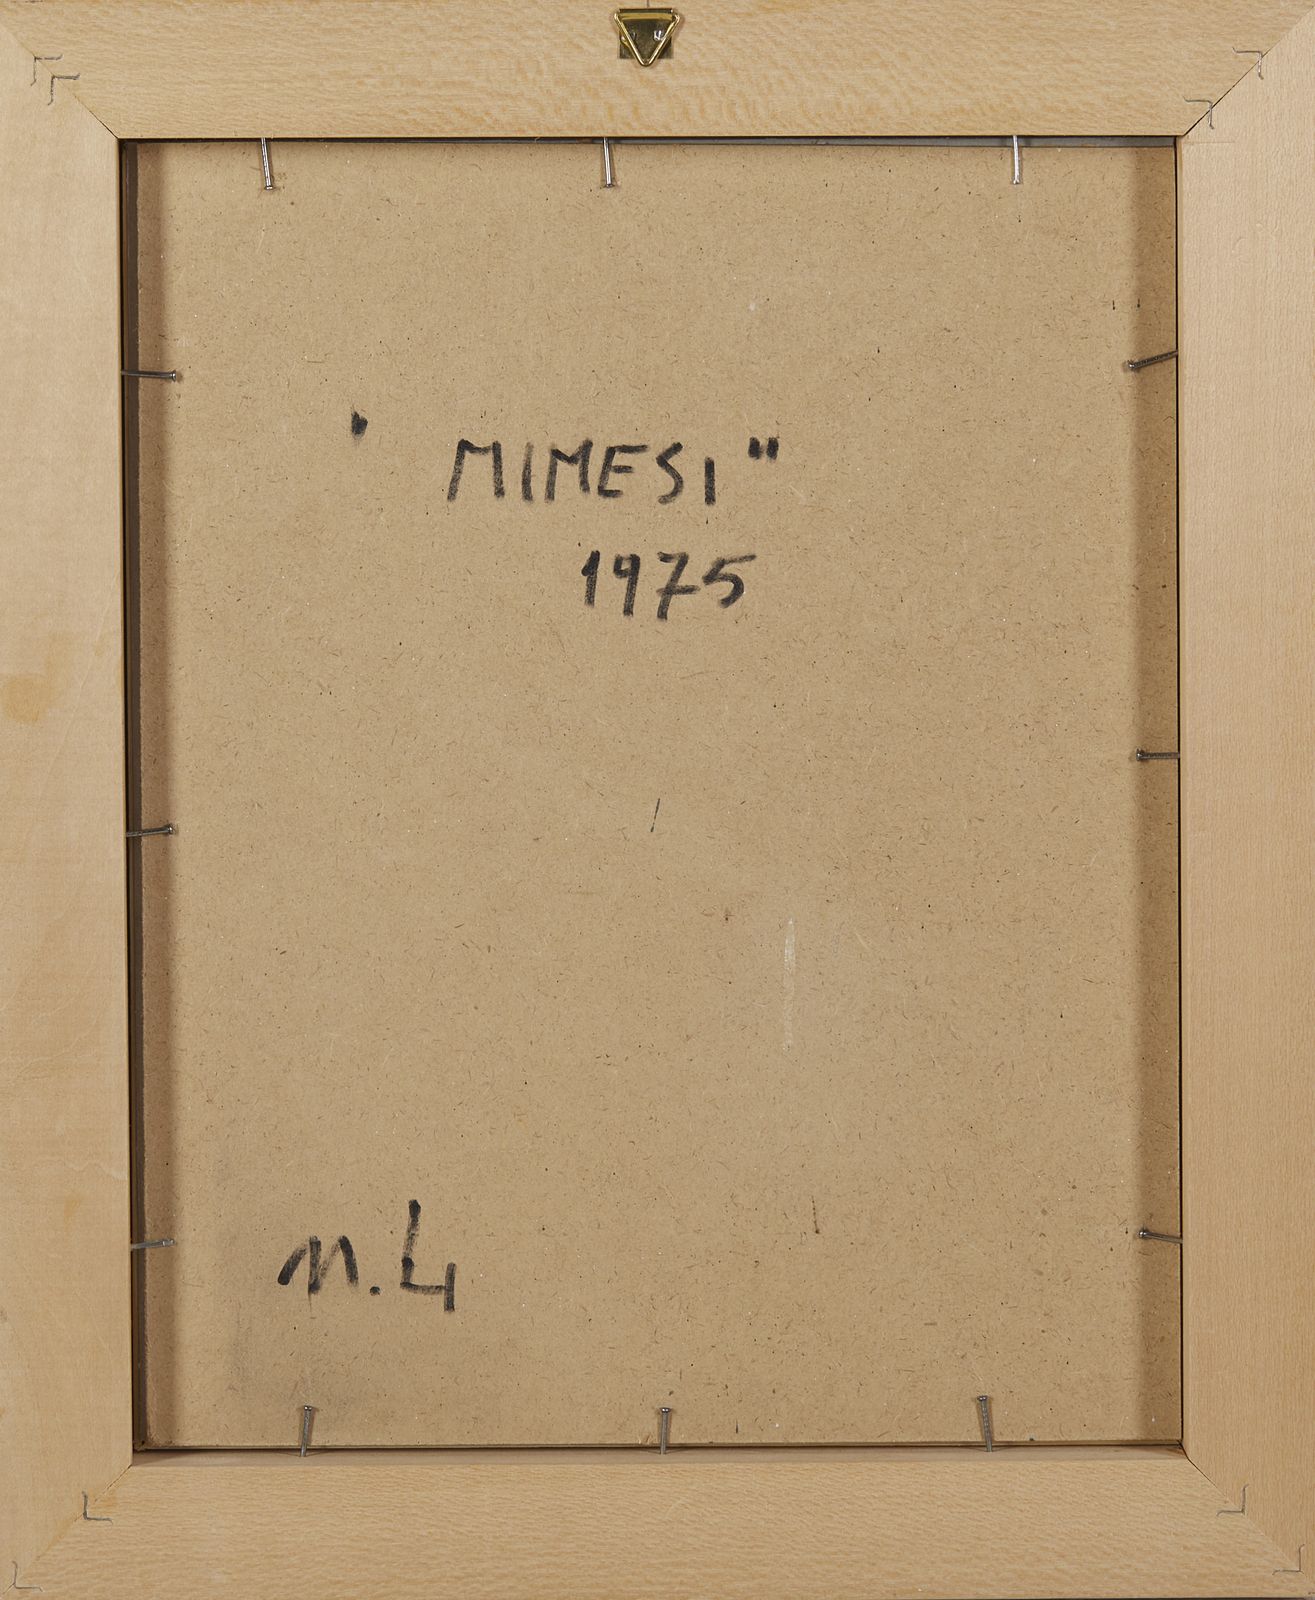 ' MIMESI "
1975
n. 4